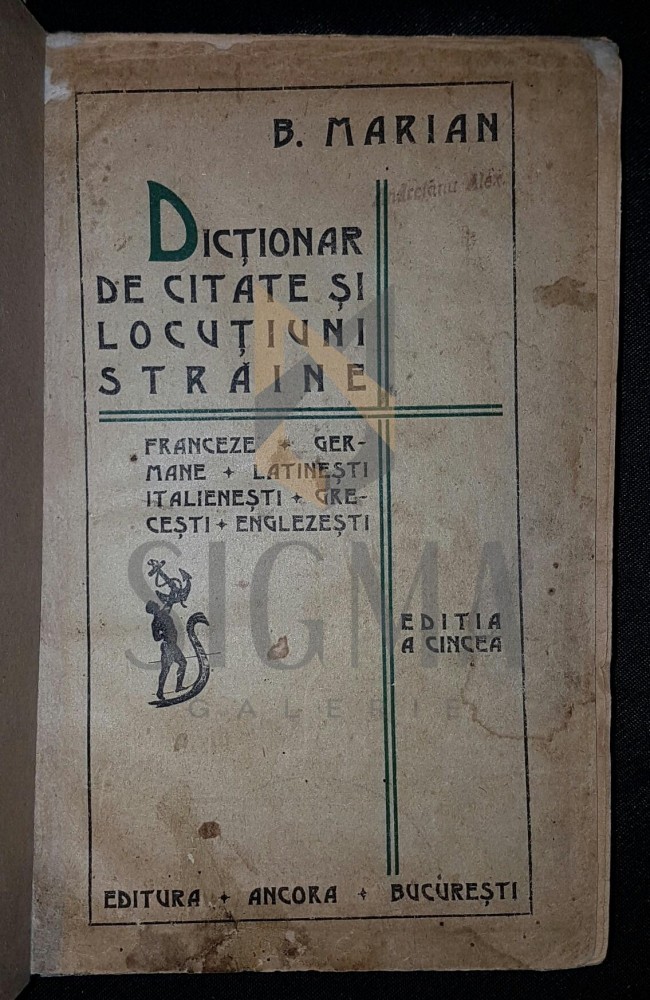 B. MARIAN
DICȚIONAR
DE CITATE ȘI
LOCUȚIUNI
STRĂINE
FRANCEZE + GER-
MANE + LATINEȘTI
ITALIENEȘTI + GRE-
CEȘTI + ENGLEZEȘTI
SIGMA
GALERIE
EDITIA
A CINCEA
EDITURA + ANCORA + BUCUREȘTI